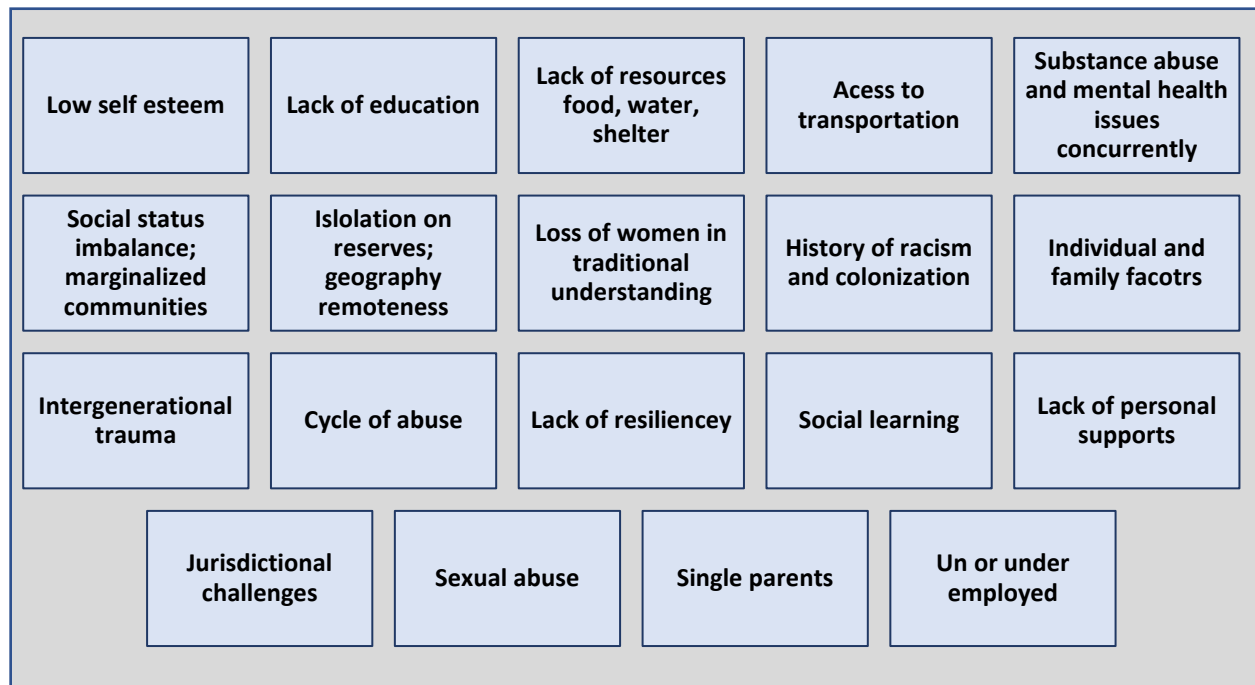 Low self esteem
Lack of education
Lack of resources
food, water,
shelter
Acess to
transportation
Substance abuse
and mental health
issues
concurrently
Social status
imbalance;
marginalized
communities
Islolation on
reserves;
geography
remoteness
Loss of women in
traditional
understanding
History of racism
and colonization
Individual and
family facotrs
Intergenerational
trauma
Cycle of abuse
Lack of resiliencey
Social learning
Lack of personal
supports
Jurisdictional
challenges
Sexual abuse
Single parents
Un or under
employed